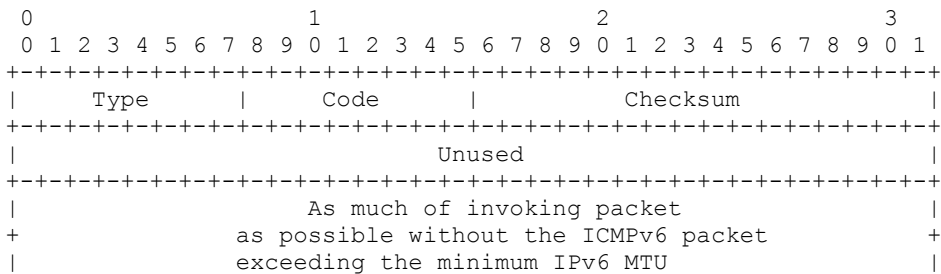 0                   1                   2                   3
 0 1 2 3 4 5 6 7 8 9 0 1 2 3 4 5 6 7 8 9 0 1 2 3 4 5 6 7 8 9 0 1
+-+-+-+-+-+-+-+-+-+-+-+-+-+-+-+-+-+-+-+-+-+-+-+-+-+-+-+-+-+-+-+-+
|     Type      |     Code      |          Checksum             |
+-+-+-+-+-+-+-+-+-+-+-+-+-+-+-+-+-+-+-+-+-+-+-+-+-+-+-+-+-+-+-+-+
|                             Unused                            |
+-+-+-+-+-+-+-+-+-+-+-+-+-+-+-+-+-+-+-+-+-+-+-+-+-+-+-+-+-+-+-+-+
|                    As much of invoking packet                 |
+               as possible without the ICMPv6 packet           +
|               exceeding the minimum IPv6 MTU                  |